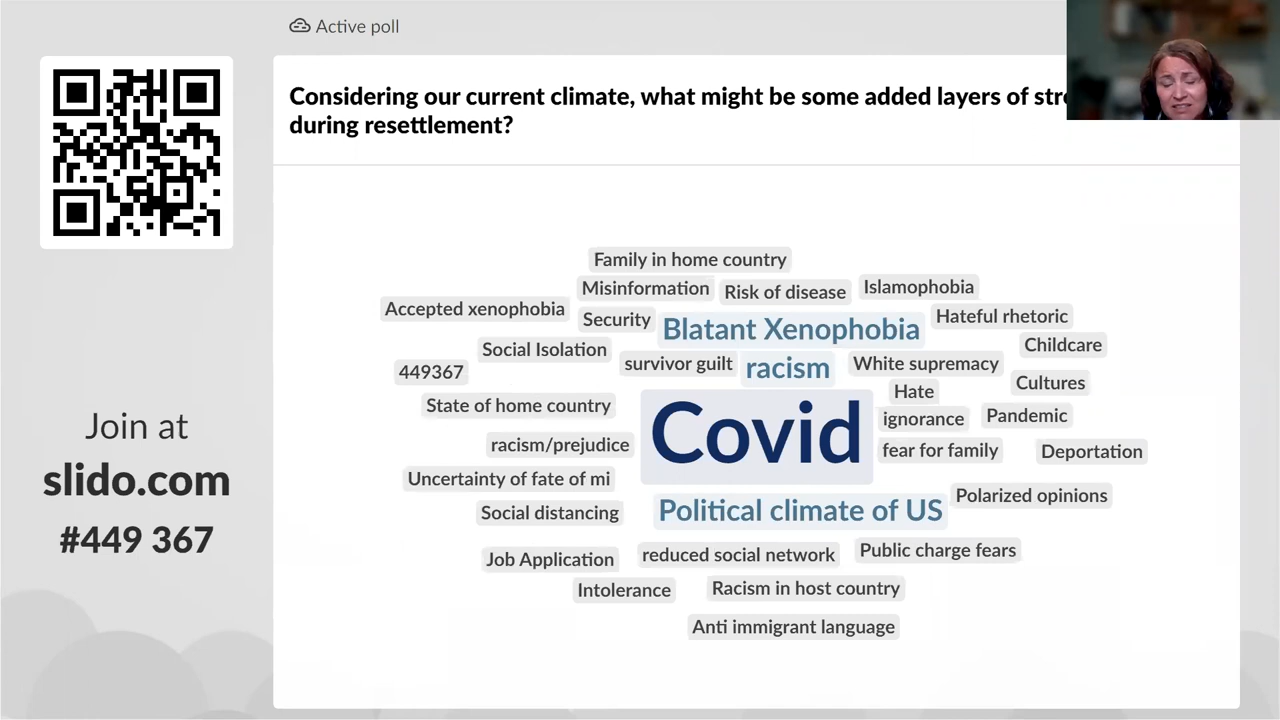 Active poll
Considering our current climate, what might be some added layers of
during resettlement?
Family in home country
Misinformation
Risk of disease
Islamophobia
Accepted xenophobia
Security
Blatant Xenophobia
Hateful rhetoric
Social Isolation
survivor guilt
racism
White supremacy
Childcare
449367
Hate
Cultures
State of home country
Covid
ignorance
Pandemic
racism/prejudice
fear for family
Deportation
Uncertainty of fate of mi
Social distancing
Political climate of US
Polarized opinions
Job Application
reduced social network
Public charge fears
Intolerance
Racism in host country
Anti immigrant language
Join at
slido.com
#449 367